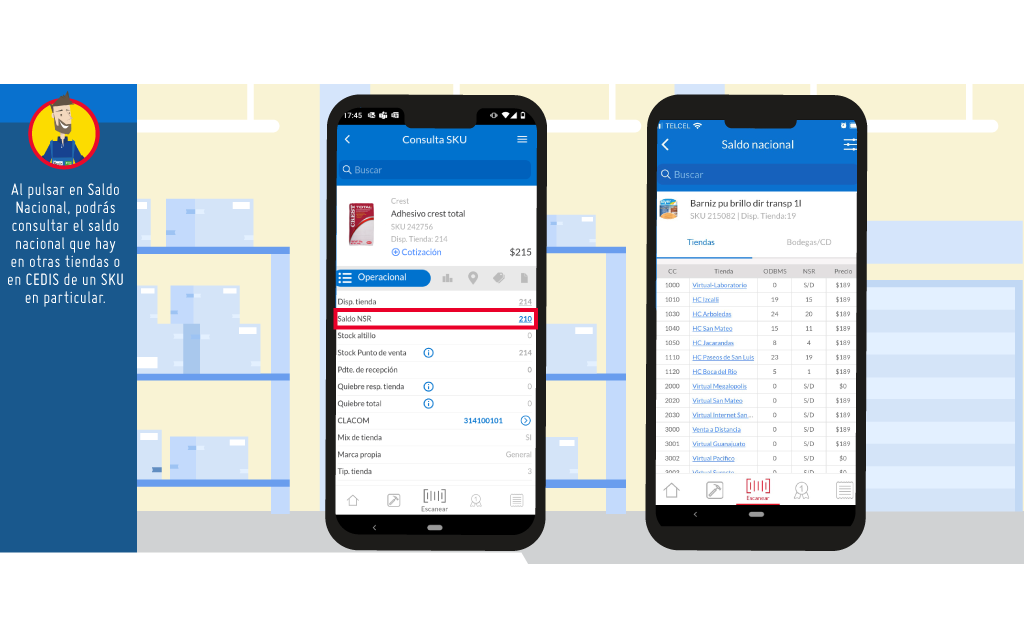 Al pulsar en Saldo
Nacional, podrás
consultar el saldo
nacional que hay
en otras tiendas o
en CEDIS de un SKU
en particular.
17:45
Consulta SKU
Buscar
CREST
TOTAL
Crest
Adhesivo crest total
SKU 242756
Disp. Tienda: 214
Cotización
$215
Operacional
Disp. tienda 214
Saldo NSR 210
Stock altillo 0
Stock Punto de venta 214
Pdte. de recepción 0
Quiebre resp. tienda 0
Quiebre total 0
CLACOM 314100101
Mix de tienda SI
Marca propia General
Tip. tienda 3
Escanear
TELCEL
Saldo nacional
Buscar
Barniz pu brillo dir transp 1l
SKU 215082 | Disp. Tienda:19
Tiendas Bodegas/CD
CC Tienda ODBMS NSR Precio
1000 Virtual-Laboratorio 0 S/D $189
1010 HC Izcalli 19 15 $189
1030 HC Arboledas 24 20 $189
1040 HC San Mateo 15 11 $189
1050 HC Jacarandas 8 4 $189
1110 HC Paseos de San Luis 23 19 $189
1120 HC Boca del Río 5 1 $189
2000 Virtual Megalopolis 0 S/D $0
2020 Virtual San Mateo 0 S/D $189
2030 Virtual Internet San... 0 S/D $189
3000 Venta a Distancia 0 S/D $189
3001 Virtual Guanajuato 0 S/D $189
3002 Virtual Pacifico 0 S/D $0
Escanear